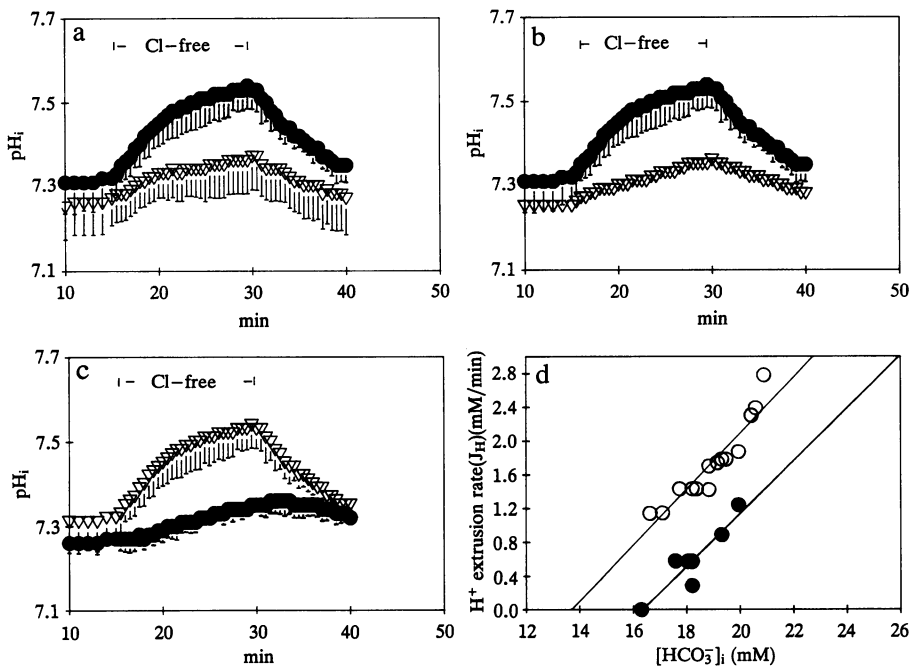 a
Cl-free
7.7
7.5
7.3
7.1
pHi
10 20 30 40 50
min
b
Cl-free
7.7
7.5
7.3
7.1
pHi
10 20 30 40 50
min
c
Cl-free
7.7
7.5
7.3
7.1
pHi
10 20 30 40 50
min
d
2.8
2.4
2.0
1.6
1.2
0.8
0.4
0.0
H⁺ extrusion rate(J_H)(mM/min)
12 14 16 18 20 22 24 26
[HCO₃⁻]ᵢ (mM)